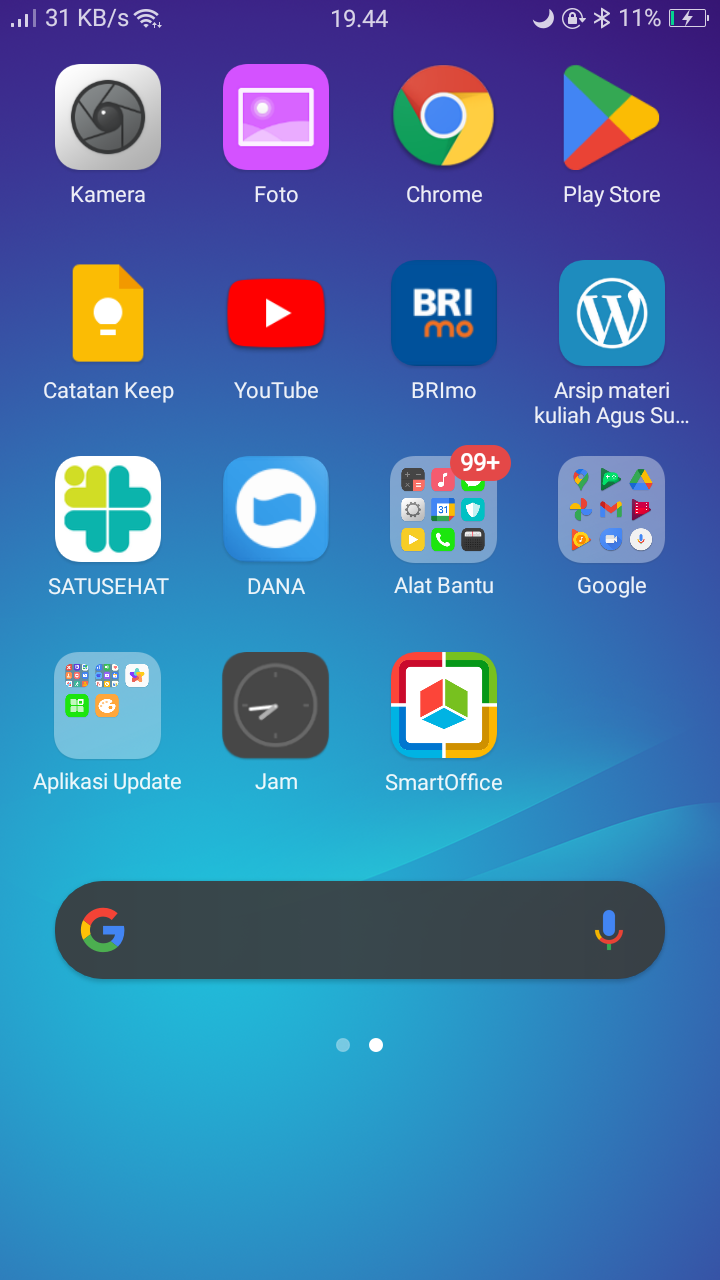 31 KB/s 19.44 11%
Kamera Foto Chrome Play Store
BRI
mo
Catatan Keep YouTube BRImo Arsip materi
kuliah Agus Su...
99+
31
SATUSEHAT DANA Alat Bantu Google
Aplikasi Update Jam SmartOffice